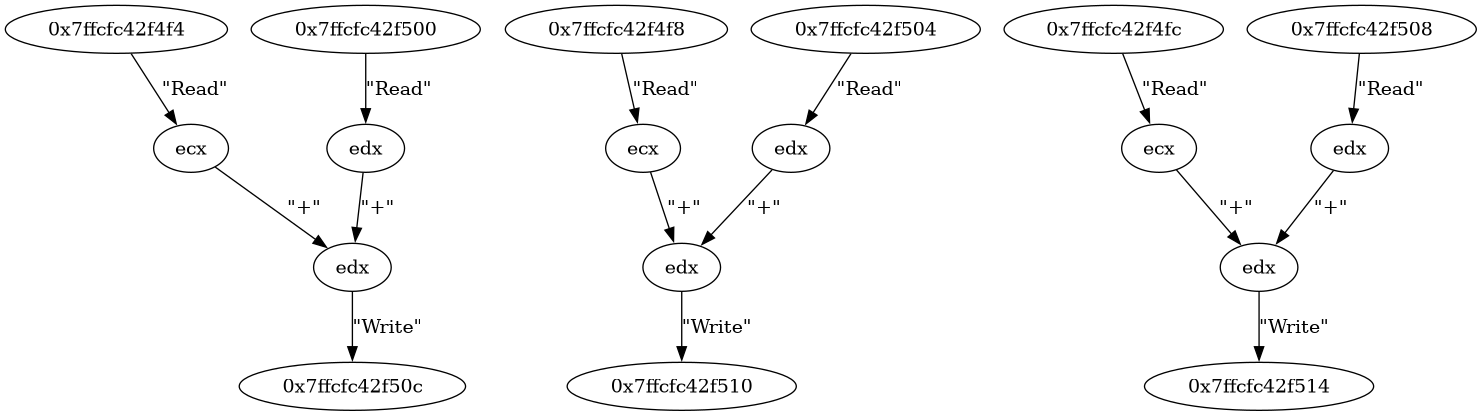 0x7ffcfc42f4f4 0x7ffcfc42f500 0x7ffcfc42f4f8 0x7ffcfc42f504 0x7ffcfc42f4fc 0x7ffcfc42f508
"Read" "Read" "Read" "Read" "Read" "Read"
ecx edx ecx edx ecx edx
"+" "+" "+" "+" "+" "+"
edx edx edx
"Write" "Write" "Write"
0x7ffcfc42f50c 0x7ffcfc42f510 0x7ffcfc42f514